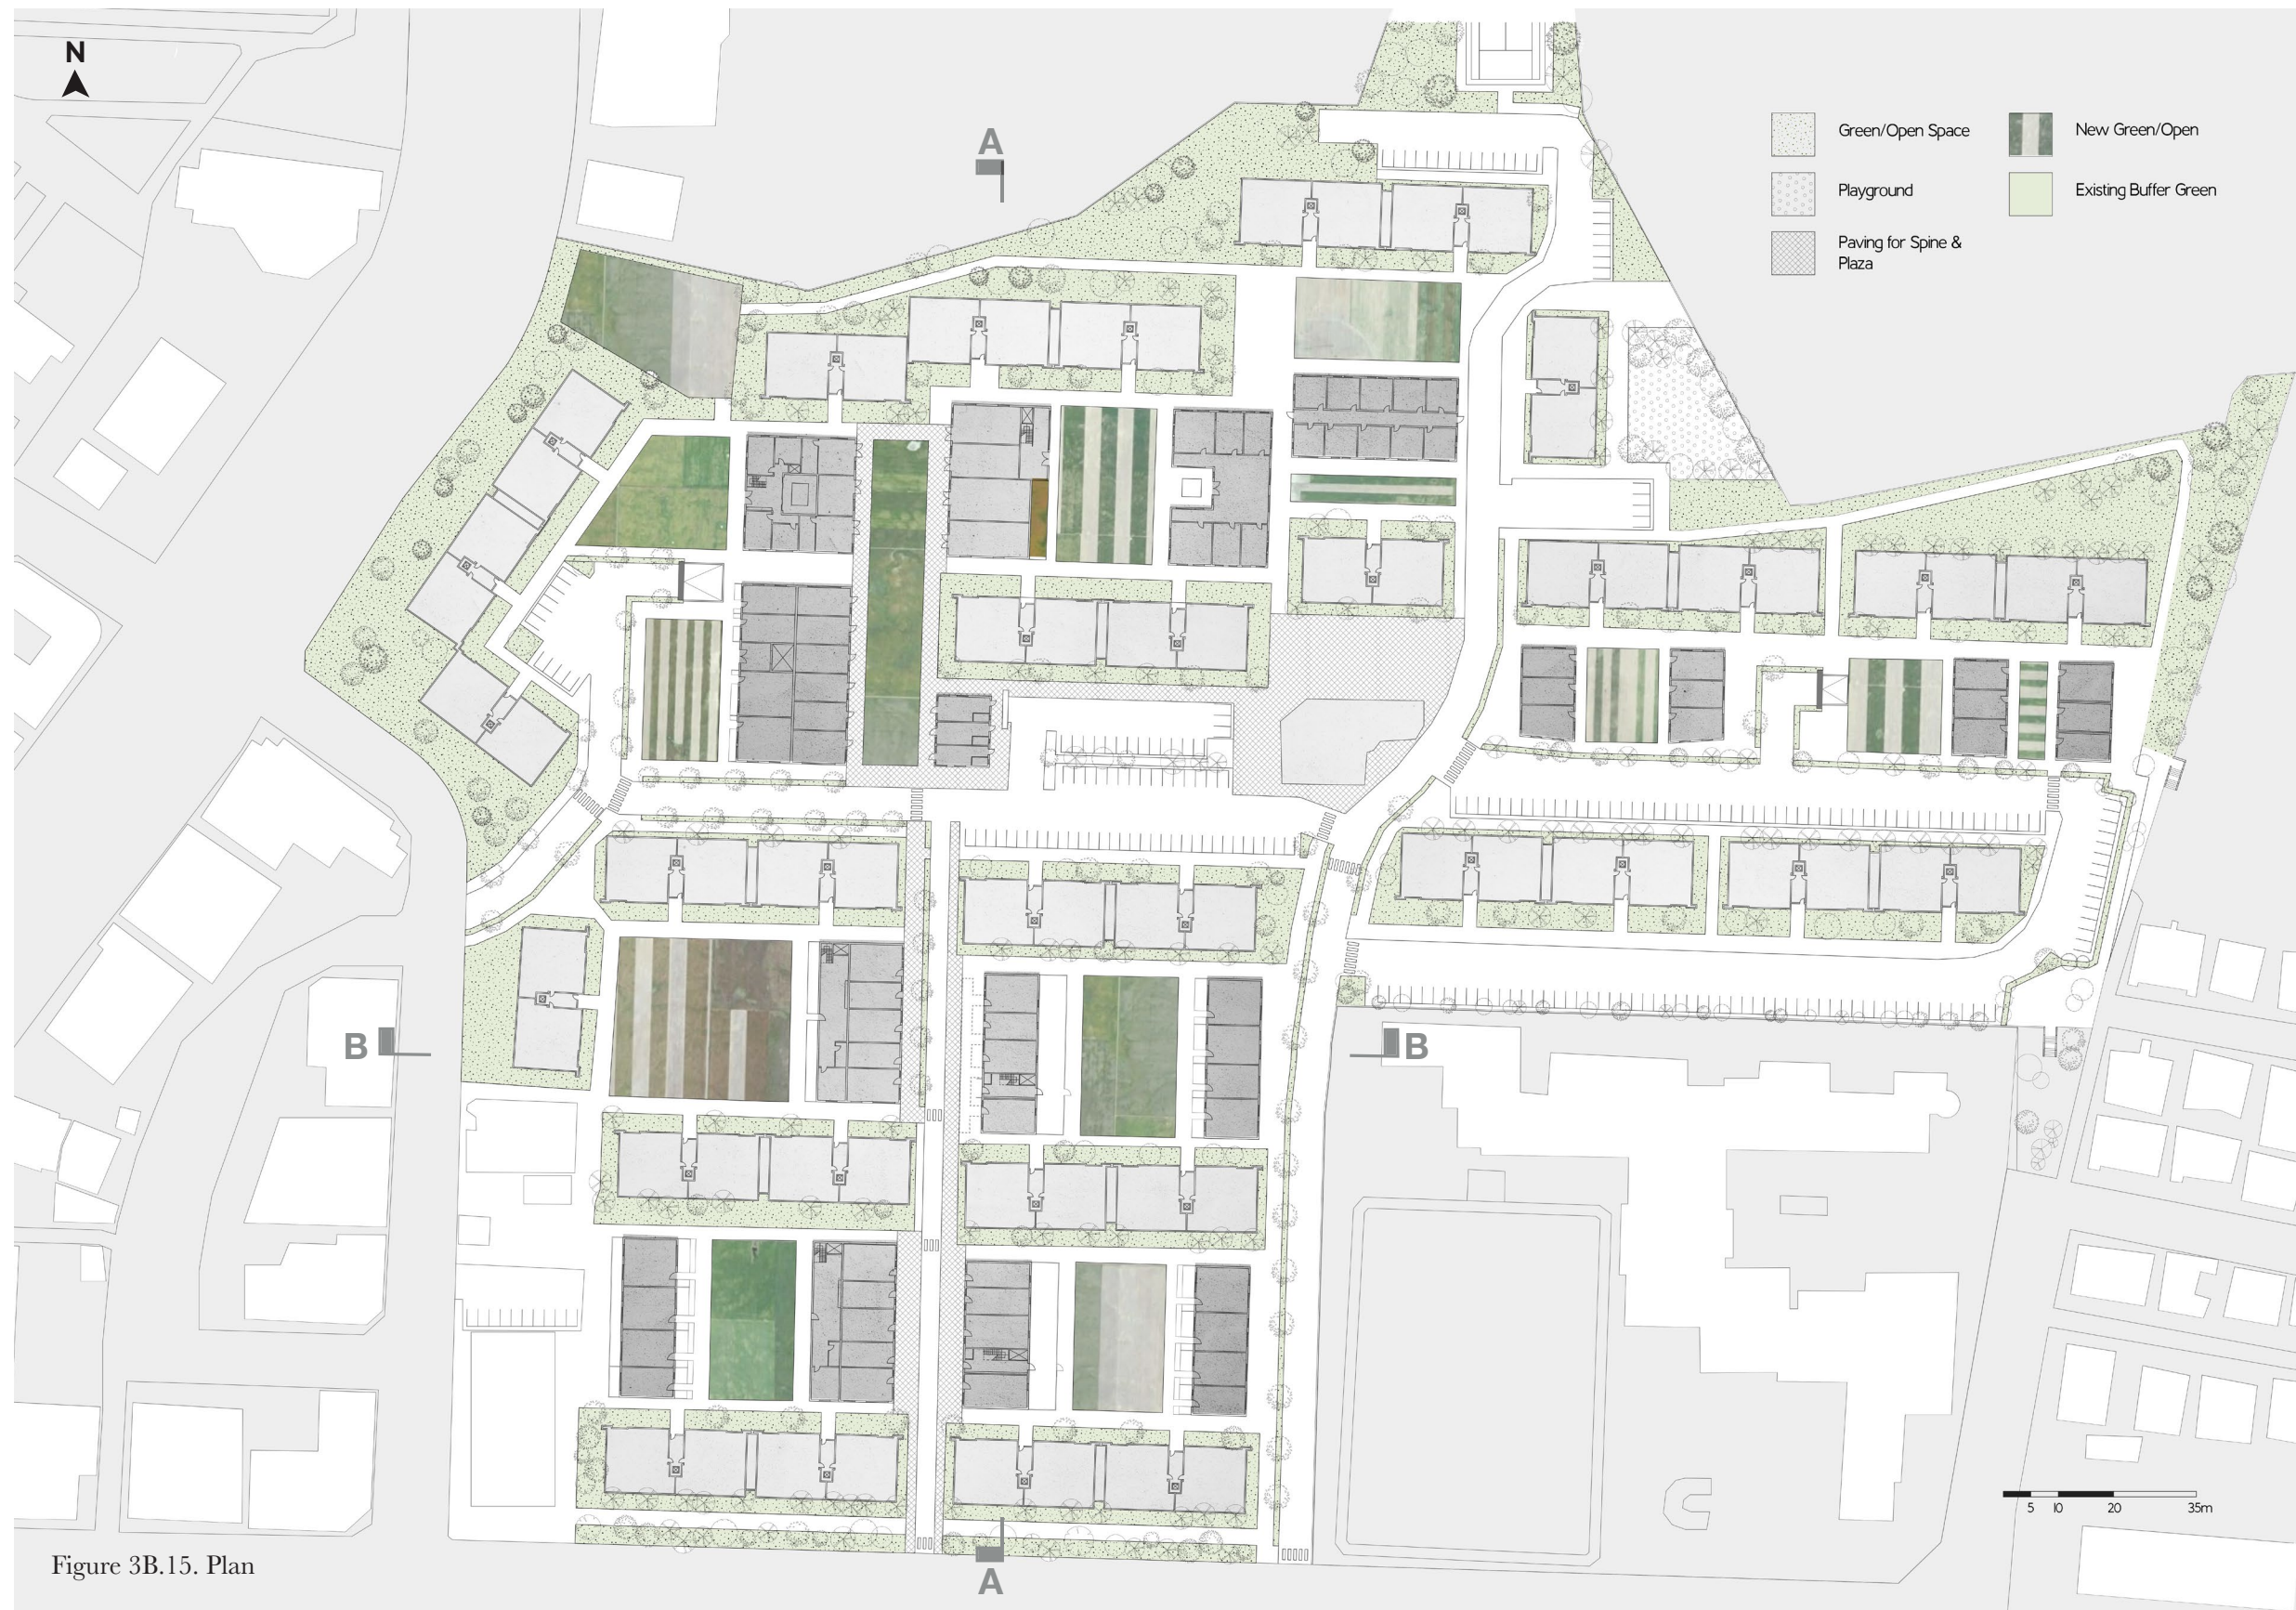 N
A
Green/Open Space
New Green/Open
Playground
Existing Buffer Green
Paving for Spine &
Plaza
B
B
5 10 20 35m
Figure 3B.15. Plan
A